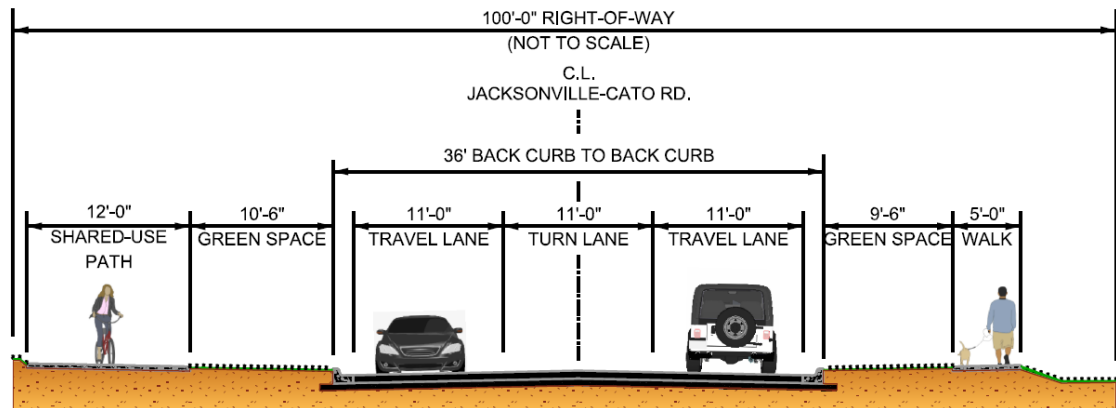 100'-0" RIGHT-OF-WAY
(NOT TO SCALE)
C.L.
JACKSONVILLE-CATO RD.
36' BACK CURB TO BACK CURB
12'-0"
SHARED-USE
PATH
10'-6"
GREEN SPACE
11'-0"
TRAVEL LANE
11'-0"
TURN LANE
11'-0"
TRAVEL LANE
9'-6"
GREEN SPACE
5'-0"
WALK